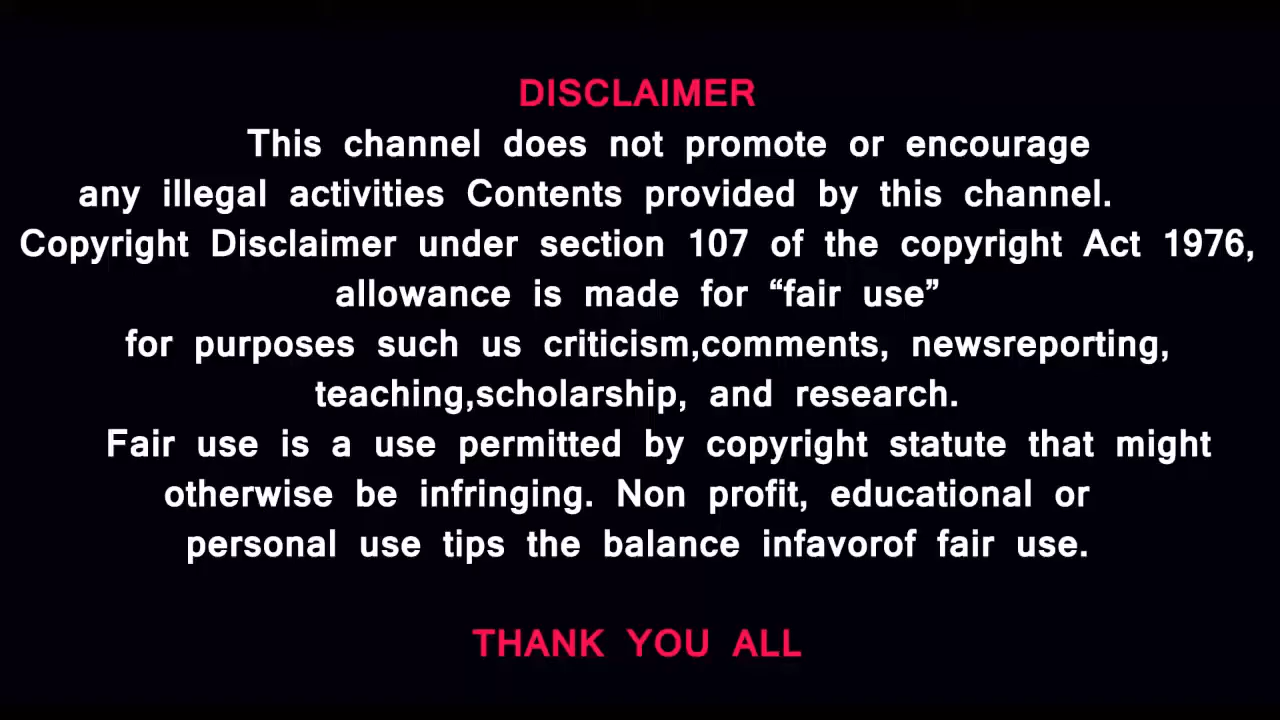 DISCLAIMER
This channel does not promote or encourage
any illegal activities Contents provided by this channel.
Copyright Disclaimer under section 107 of the copyright Act 1976,
allowance is made for “fair use”
for purposes such us criticism,comments, newsreporting,
teaching,scholarship, and research.
Fair use is a use permitted by copyright statute that might
otherwise be infringing. Non profit, educational or
personal use tips the balance infavorof fair use.
THANK YOU ALL